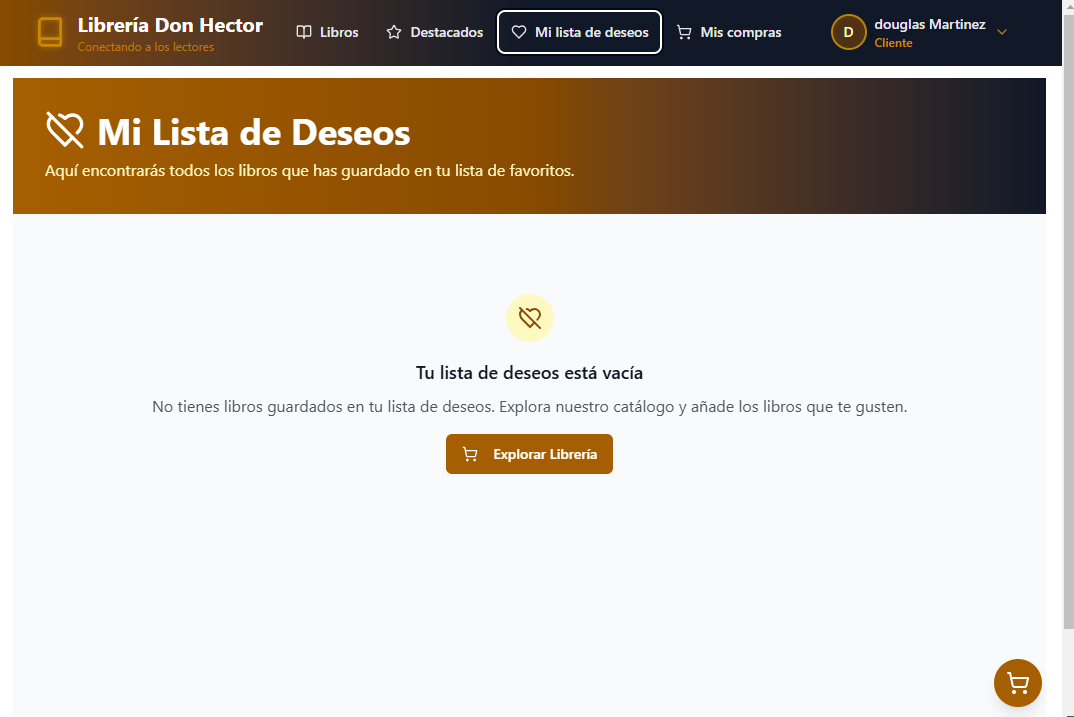 Librería Don Hector
Conectando a los lectores
Libros
Destacados
Mi lista de deseos
Mis compras
D
douglas Martinez
Cliente
Mi Lista de Deseos
Aquí encontrarás todos los libros que has guardado en tu lista de favoritos.
Tu lista de deseos está vacía
No tienes libros guardados en tu lista de deseos. Explora nuestro catálogo y añade los libros que te gusten.
Explorar Librería